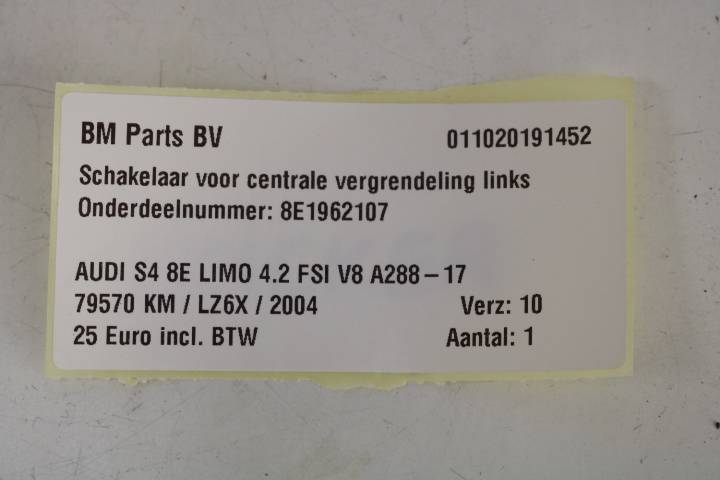 BM Parts BV 011020191452
Schakelaar voor centrale vergrendeling links
Onderdeelnummer: 8E1962107
AUDI S4 8E LIMO 4.2 FSI V8 A288-17
79570 KM / LZ6X / 2004 Verz: 10
25 Euro incl. BTW Aantal: 1